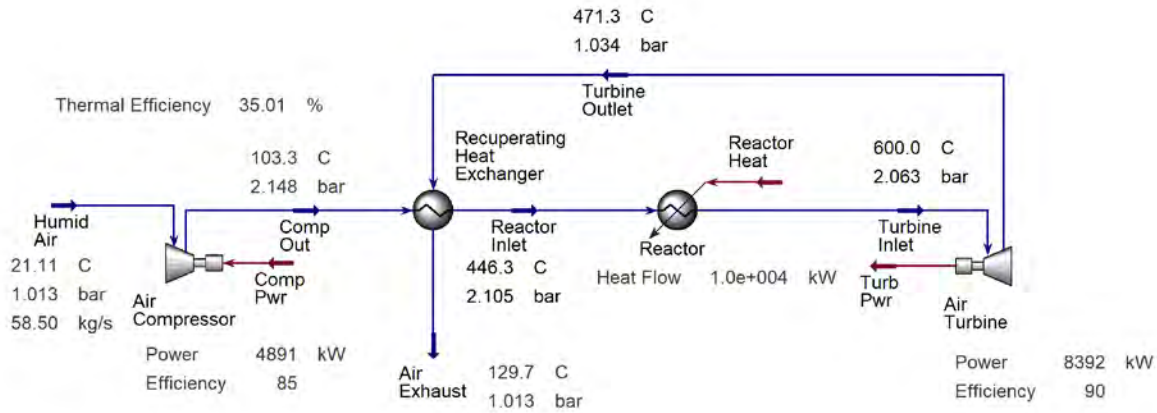 471.3 C
1.034 bar
Turbine
Outlet
Thermal Efficiency 35.01 %
Recuperating
Heat
Exchanger
Reactor
Heat
103.3 C
2.148 bar
600.0 C
2.063 bar
Humid
Air
Comp
Out
Reactor
Inlet
Reactor
Turbine
Inlet
21.11 C
1.013 bar
58.50 kg/s
Air
Compressor
Comp
Pwr
446.3 C
2.105 bar
Heat Flow 1.0e+004 kW
Turb
Pwr
Air
Turbine
Power 4891 kW
Efficiency 85
Air
Exhaust
129.7 C
1.013 bar
Power 8392 kW
Efficiency 90